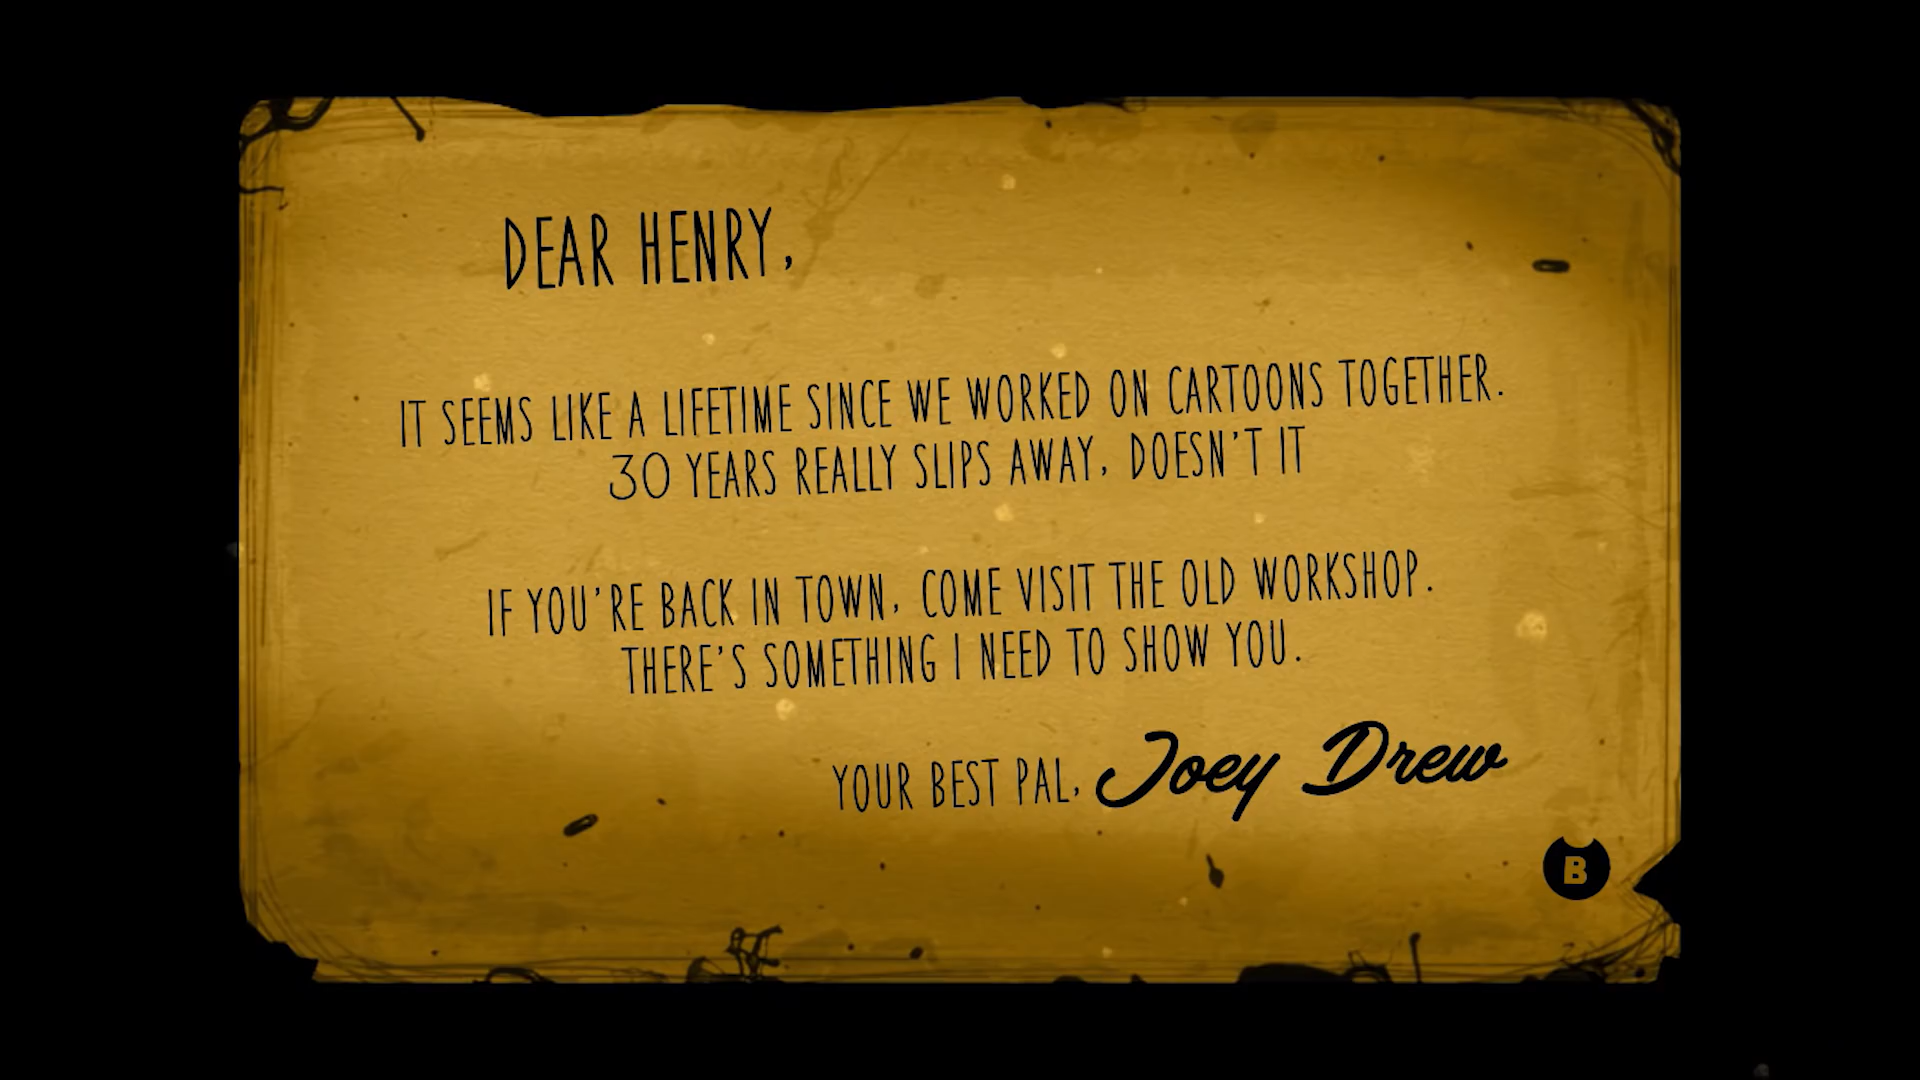 DEAR HENRY,
IT SEEMS LIKE A LIFETIME SINCE WE WORKED ON CARTOONS TOGETHER.
30 YEARS REALLY SLIPS AWAY, DOESN'T IT
IF YOU'RE BACK IN TOWN, COME VISIT THE OLD WORKSHOP.
THERE'S SOMETHING I NEED TO SHOW YOU.
YOUR BEST PAL, Joey Drew
B